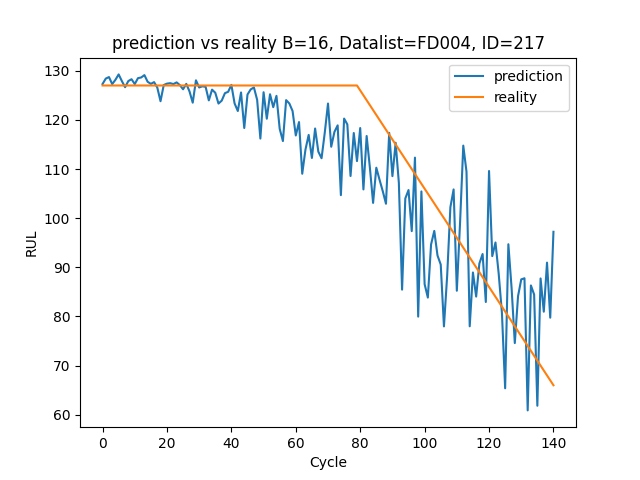 prediction vs reality B=16, Datalist=FD004, ID=217
prediction
reality
130
120
110
100
90
80
70
60
RUL
0 20 40 60 80 100 120 140
Cycle